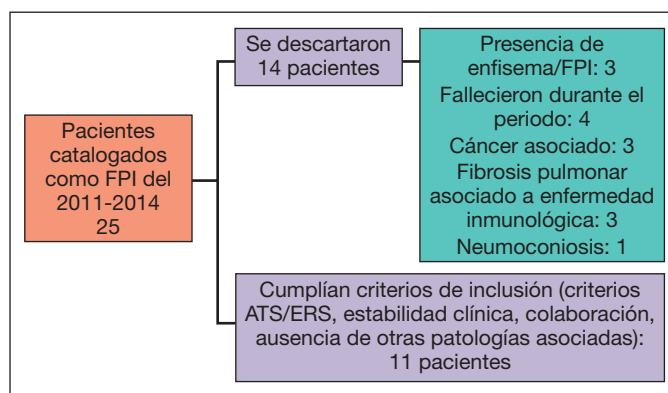 Pacientes
catalogados
como FPI del
2011-2014
25
Se descartaron
14 pacientes
Presencia de
enfisema/FPI: 3
Fallecieron durante el
periodo: 4
Cáncer asociado: 3
Fibrosis pulmonar
asociado a enfermedad
inmunológica: 3
Neumoconiosis: 1
Cumplían criterios de inclusión (criterios
ATS/ERS, estabilidad clínica, colaboración,
ausencia de otras patologías asociadas):
11 pacientes